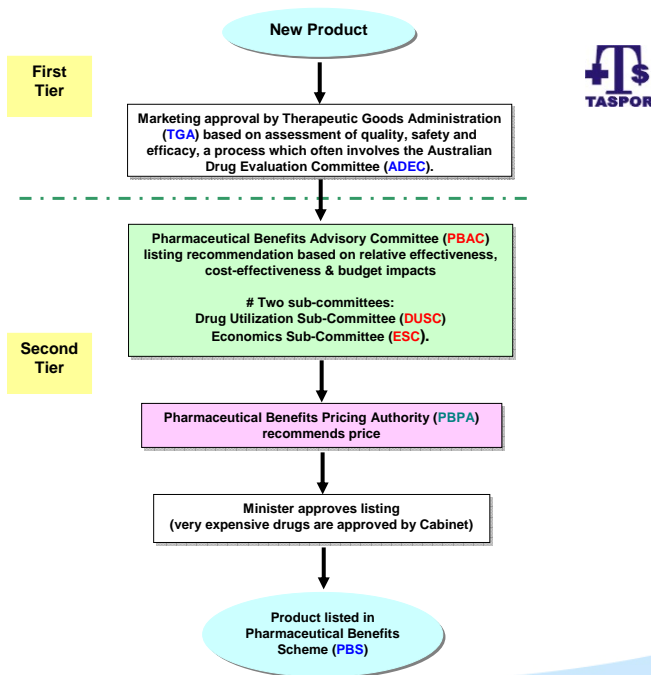 New Product
First
Tier
T
$
TASPOR
Marketing approval by Therapeutic Goods Administration
(TGA) based on assessment of quality, safety and
efficacy, a process which often involves the Australian
Drug Evaluation Committee (ADEC).
Pharmaceutical Benefits Advisory Committee (PBAC)
listing recommendation based on relative effectiveness,
cost-effectiveness & budget impacts
# Two sub-committees:
Drug Utilization Sub-Committee (DUSC)
Economics Sub-Committee (ESC).
Second
Tier
Pharmaceutical Benefits Pricing Authority (PBPA)
recommends price
Minister approves listing
(very expensive drugs are approved by Cabinet)
Product listed in
Pharmaceutical Benefits
Scheme (PBS)